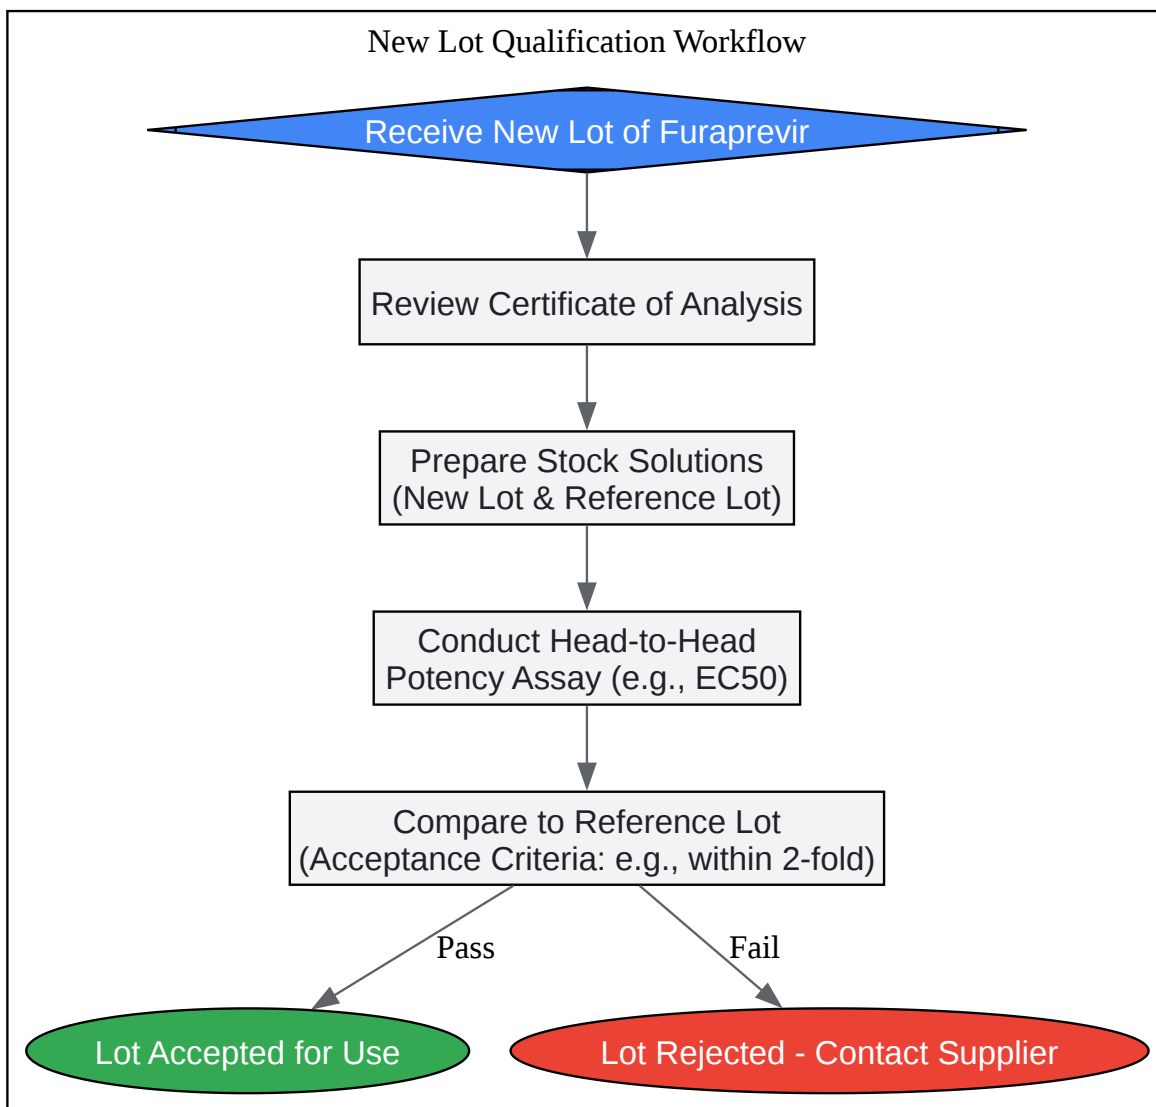 New Lot Qualification Workflow
Receive New Lot of Furaprevir
Review Certificate of Analysis
Prepare Stock Solutions
(New Lot & Reference Lot)
Conduct Head-to-Head
Potency Assay (e.g., EC50)
Compare to Reference Lot
(Acceptance Criteria: e.g., within 2-fold)
Pass
Fail
Lot Accepted for Use
Lot Rejected - Contact Supplier